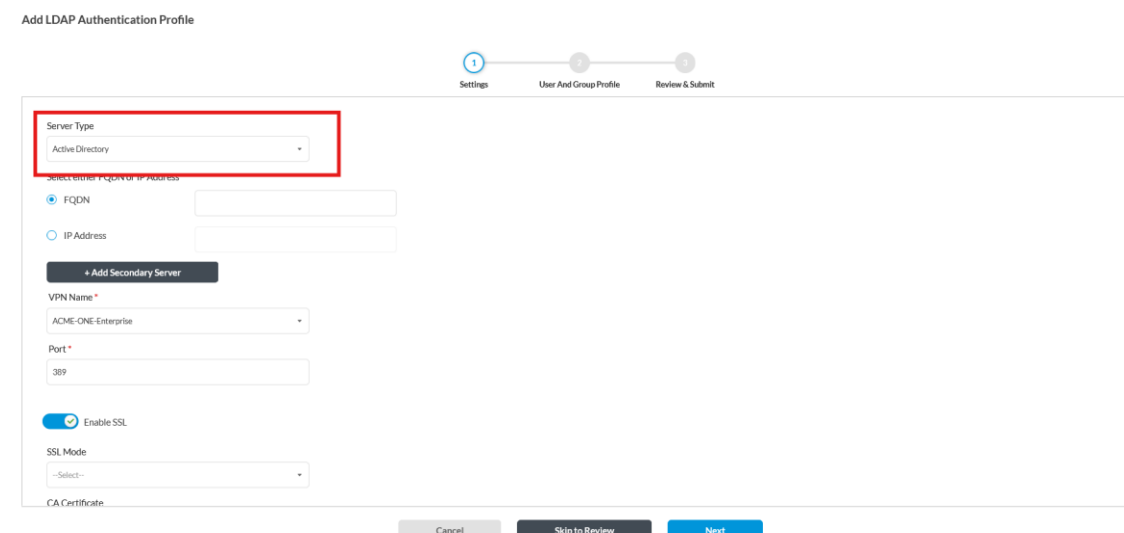 Add LDAP Authentication Profile
1 2 3
Settings User And Group Profile Review & Submit
Server Type
Active Directory
Select either FQDN or IP Address
FQDN
IP Address
+ Add Secondary Server
VPN Name *
ACME-ONE-Enterprise
Port *
389
Enable SSL
SSL Mode
--Select--
CA Certificate
Cancel Skip to Review Next